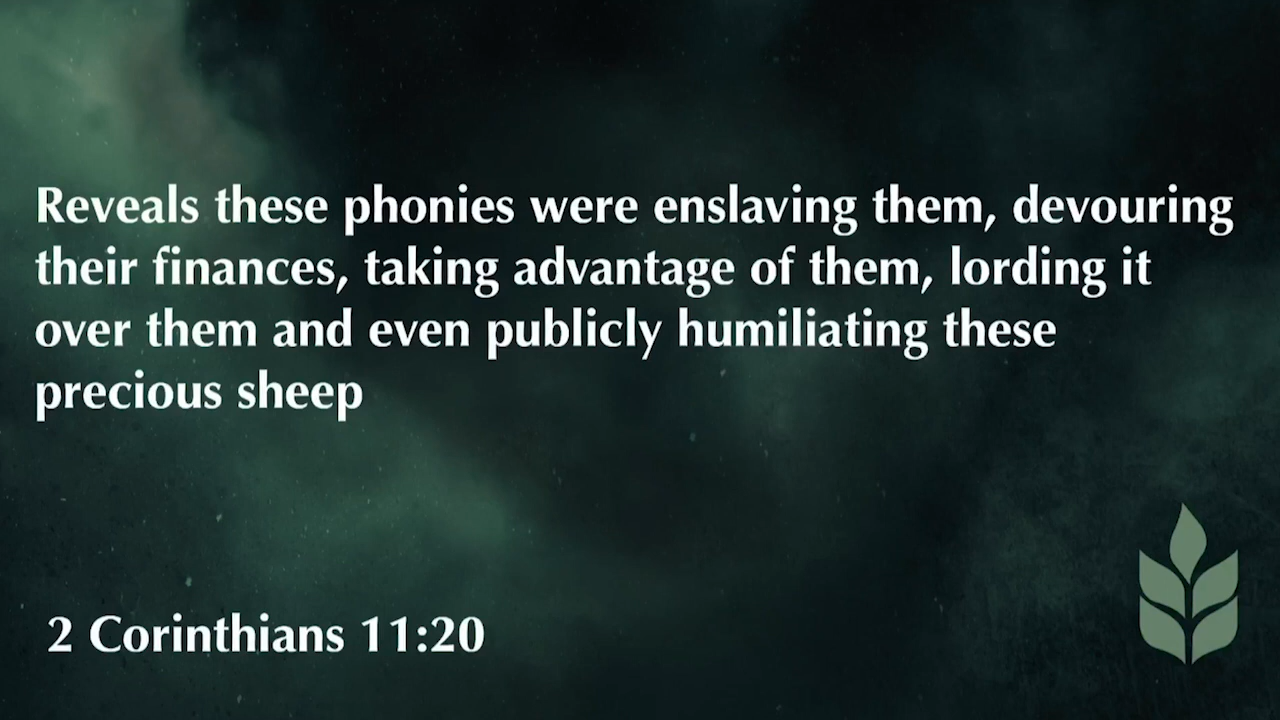 Reveals these phonies were enslaving them, devouring
their finances, taking advantage of them, lording it
over them and even publicly humiliating these
precious sheep
2 Corinthians 11:20